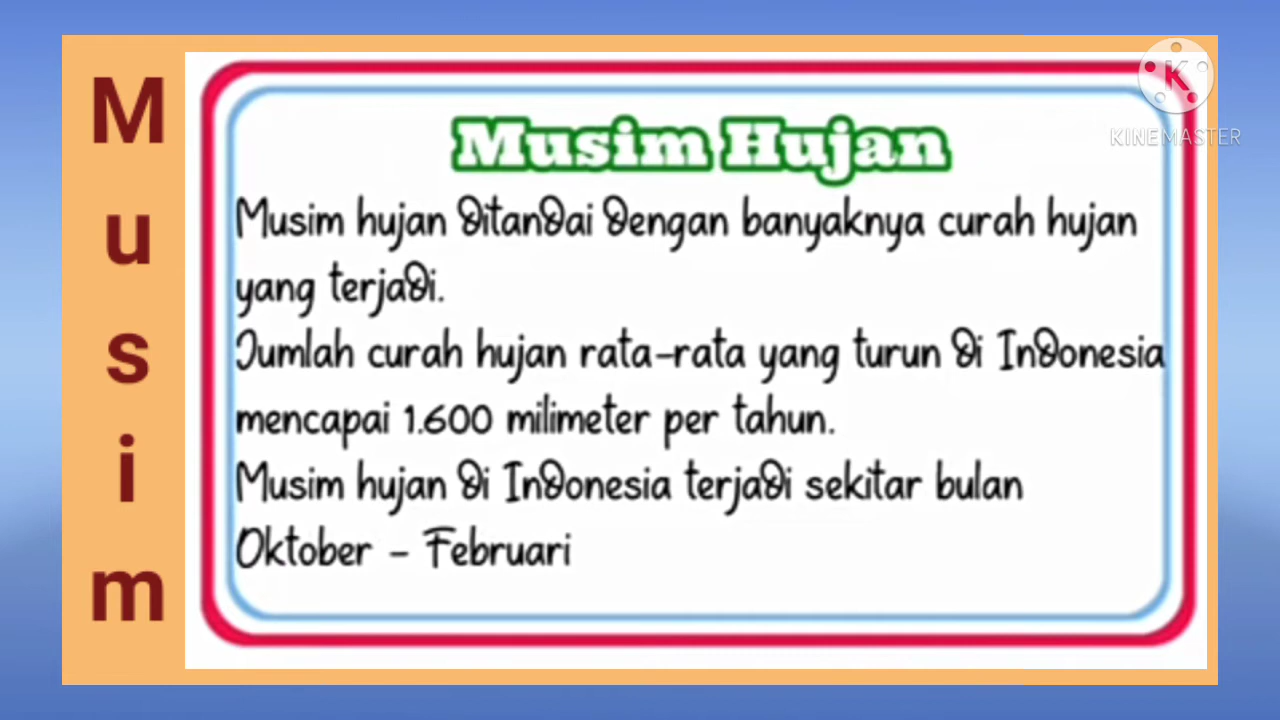 Musim
Musim Hujan
Musim hujan ditandai dengan banyaknya curah hujan
yang terjadi.
Jumlah curah hujan rata-rata yang turun di Indonesia
mencapai 1.600 milimeter per tahun.
Musim hujan di Indonesia terjadi sekitar bulan
Oktober - Februari
K
KINEMASTER